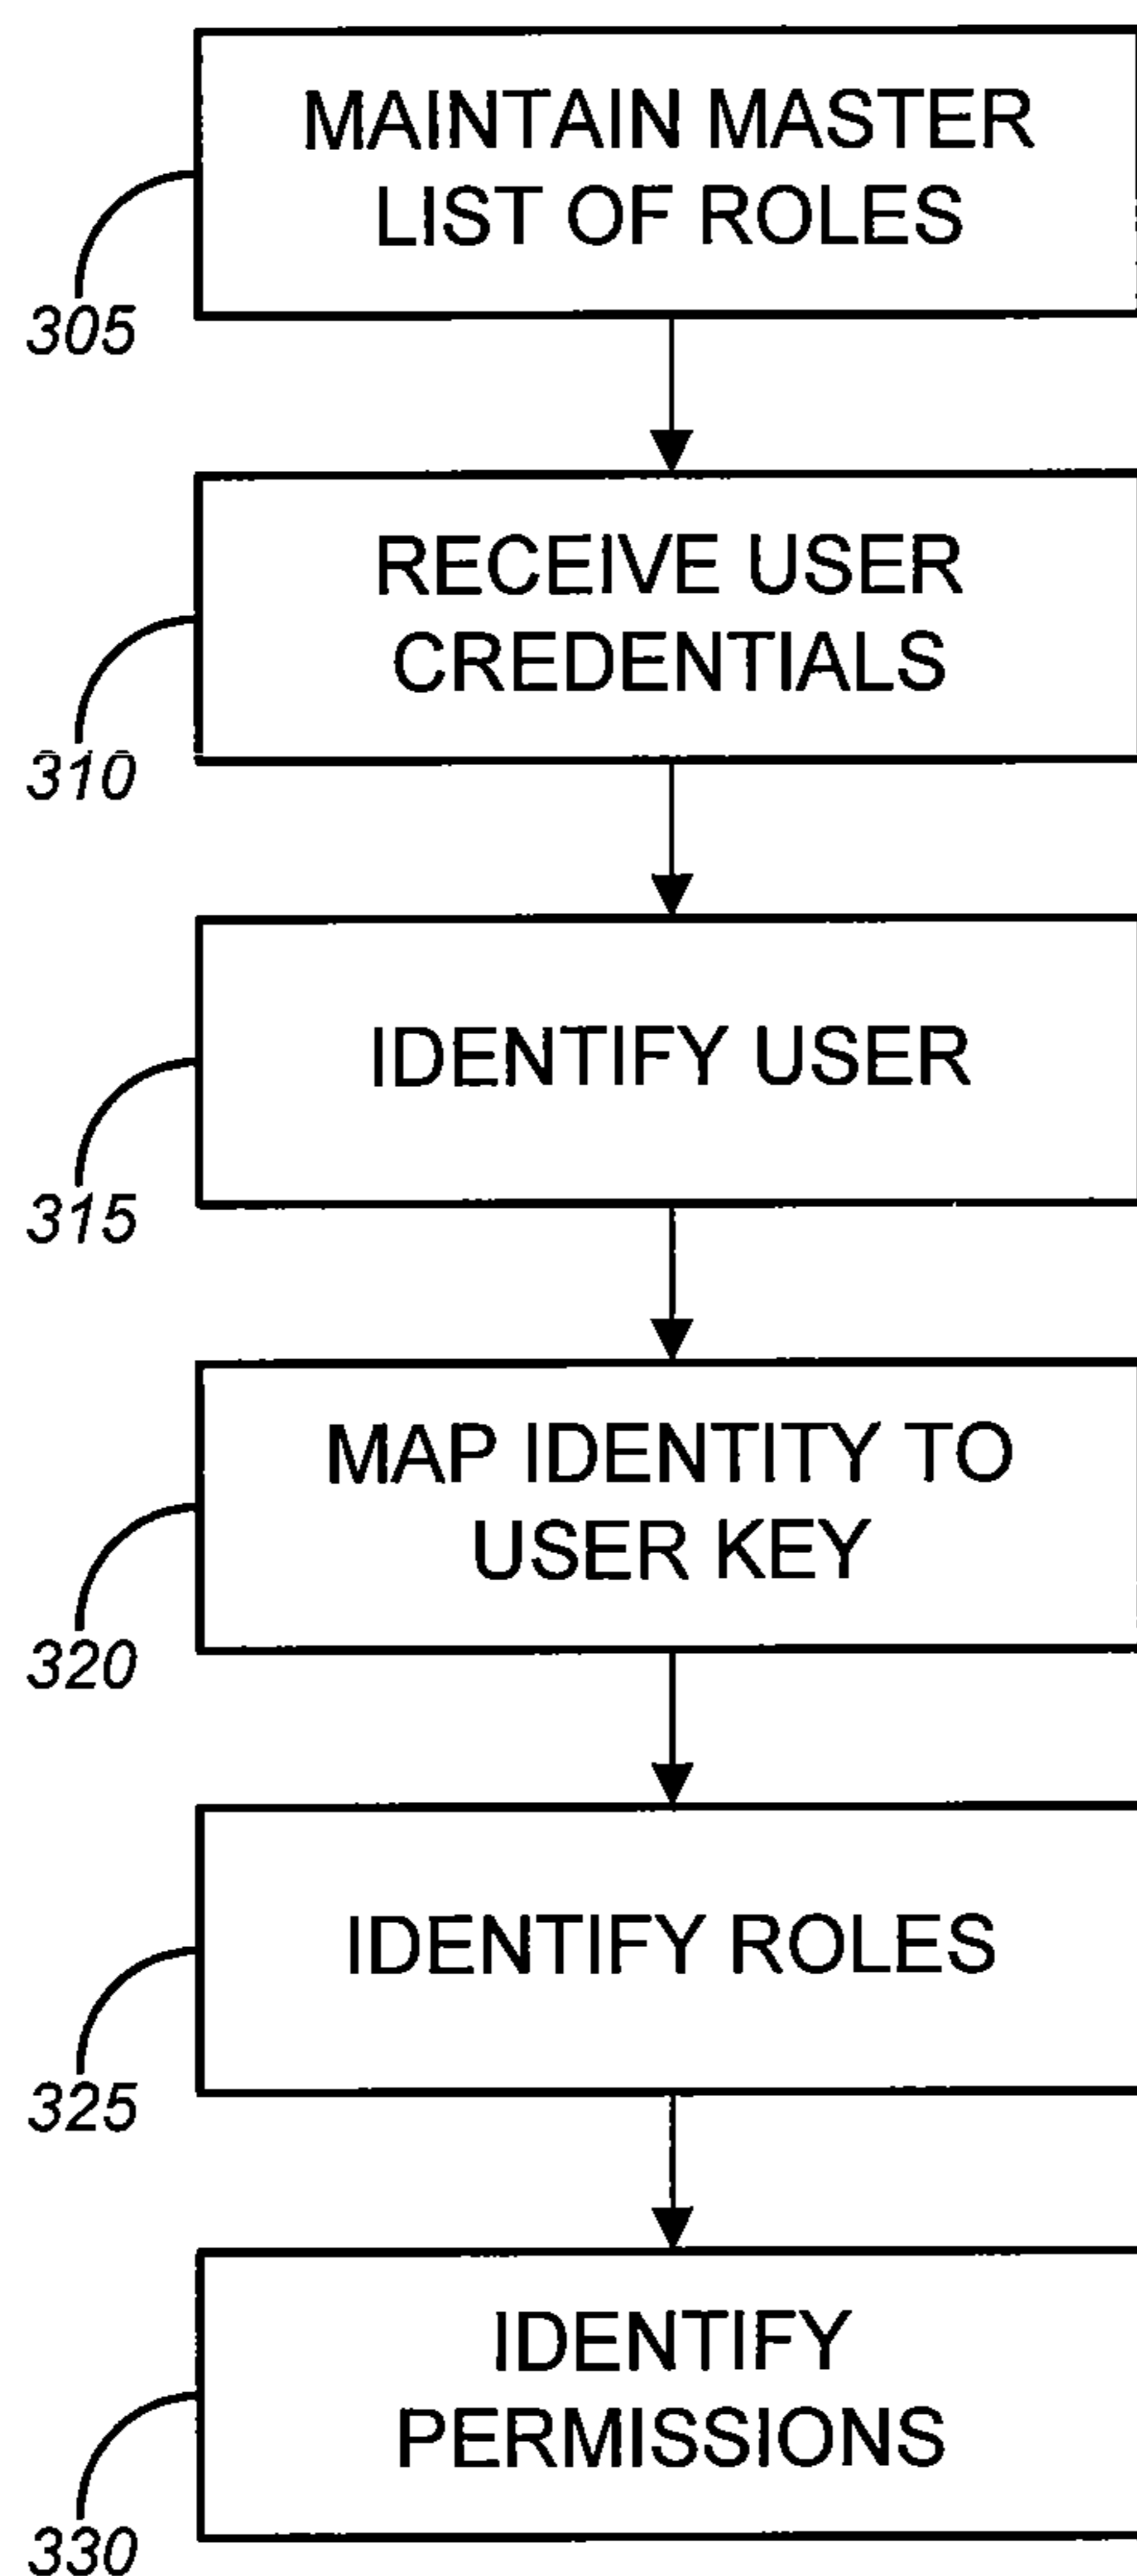 MAINTAIN MASTER
LIST OF ROLES
305
RECEIVE USER
CREDENTIALS
310
IDENTIFY USER
315
MAP IDENTITY TO
USER KEY
320
IDENTIFY ROLES
325
IDENTIFY
PERMISSIONS
330